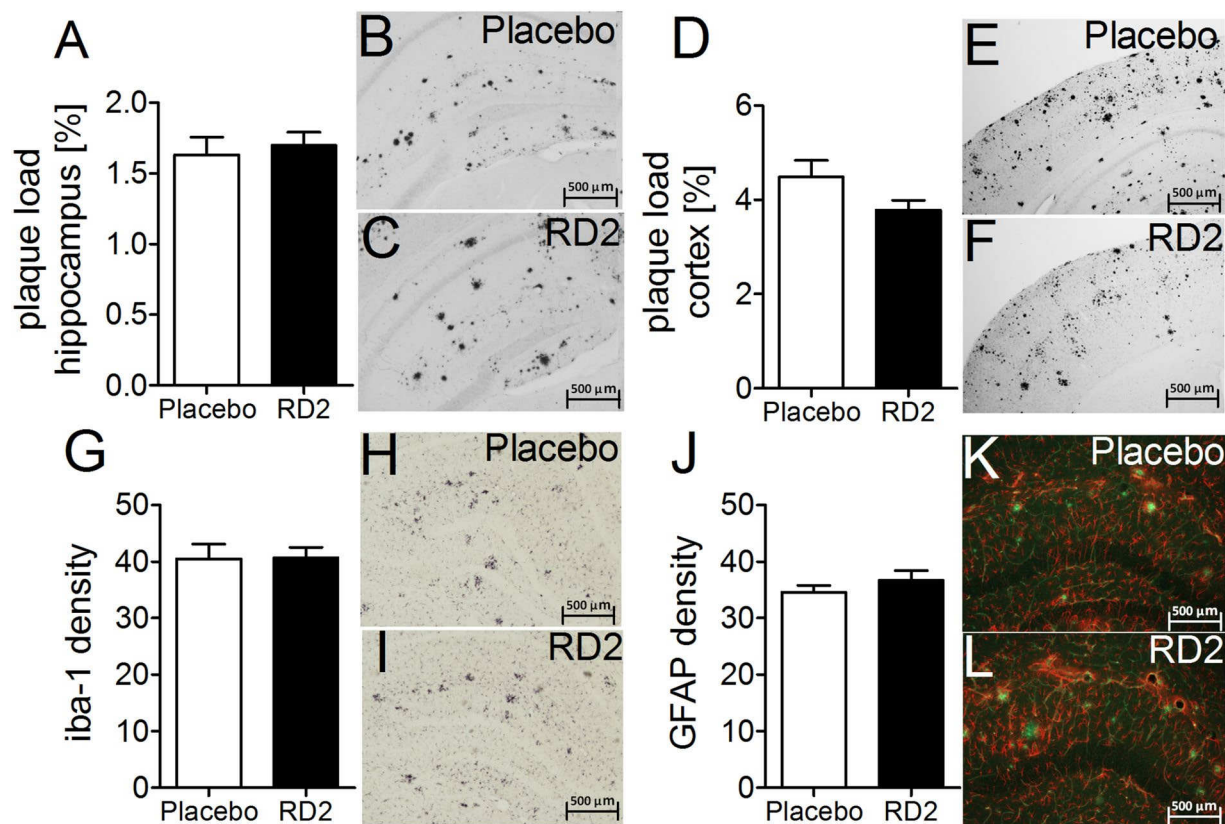 A
plaque load
hippocampus [%]
2.0
1.5
1.0
0.5
0.0
Placebo
RD2
B
Placebo
500 µm
C
RD2
500 µm
D
plaque load
cortex [%]
6
4
2
0
Placebo
RD2
E
Placebo
500 µm
F
RD2
500 µm
G
iba-1 density
50
40
30
20
10
0
Placebo
RD2
H
Placebo
500 µm
I
RD2
500 µm
J
GFAP density
50
40
30
20
10
0
Placebo
RD2
K
Placebo
500 µm
L
RD2
500 µm